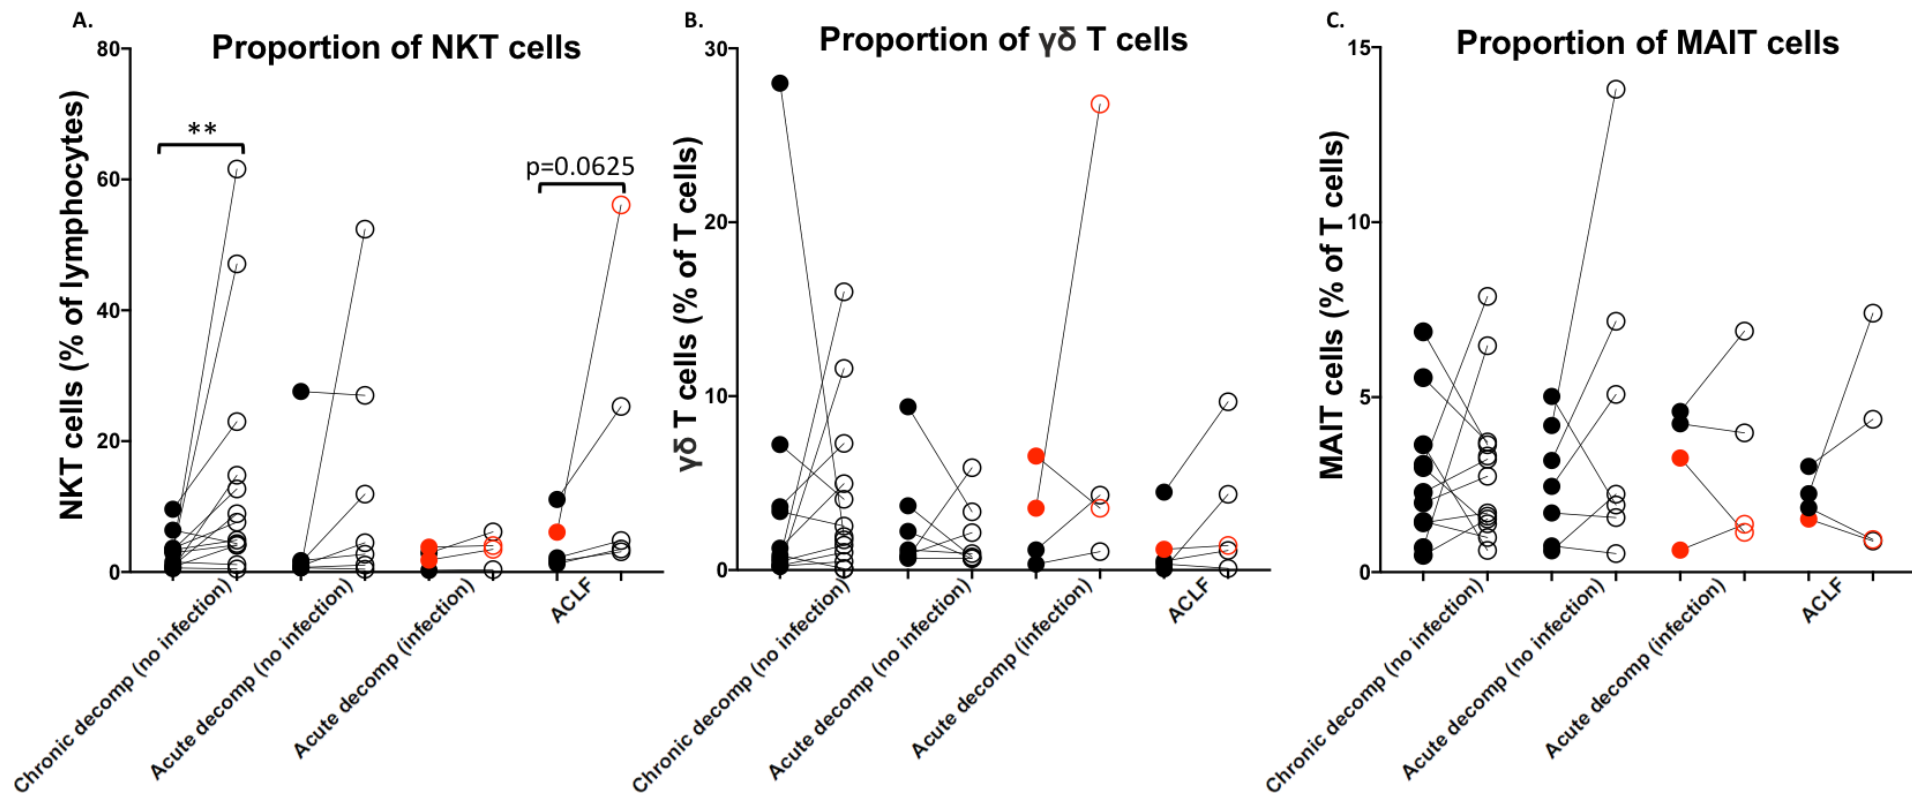 A.
Proportion of NKT cells
NKT cells (% of lymphocytes)
80
60
40
20
0
**
p=0.0625
Chronic decomp (no infection)
Acute decomp (no infection)
Acute decomp (infection)
ACLF
B.
Proportion of γδ T cells
γδ T cells (% of T cells)
30
20
10
0
Chronic decomp (no infection)
Acute decomp (no infection)
Acute decomp (infection)
ACLF
C.
Proportion of MAIT cells
MAIT cells (% of T cells)
15
10
5
0
Chronic decomp (no infection)
Acute decomp (no infection)
Acute decomp (infection)
ACLF